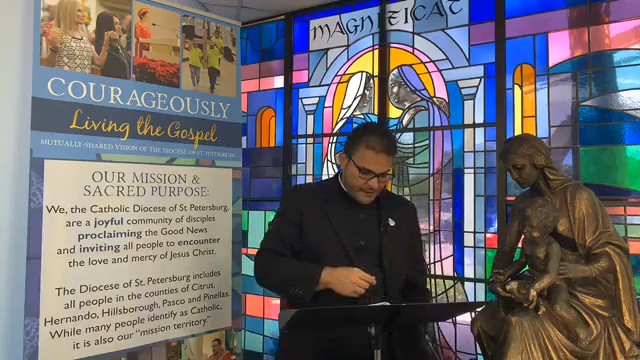 MAGNIFICAT
COURAGEOUSLY
Living the Gospel
MUTUALLY-SHARED VISION OF THE DIOCESE OF ST. PETERSBURG
OUR MISSION &
SACRED PURPOSE:
We, the Catholic Diocese of St Petersburg,
are a joyful community of disciples
proclaiming the Good News
and inviting all people to encounter
the love and mercy of Jesus Christ.
The Diocese of St. Petersburg includes
all people in the counties of Citrus,
Hernando, Hillsborough, Pasco and Pinellas.
While many people identify as Catholic,
it is also our "mission territory."